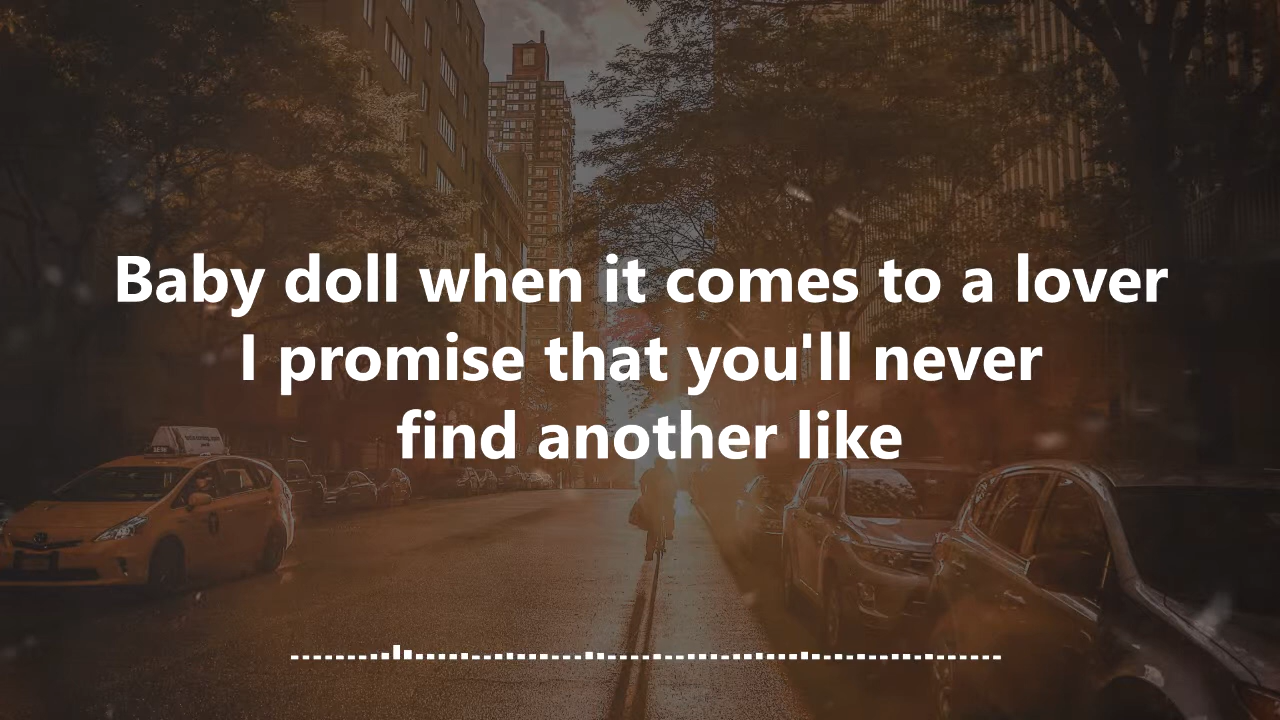 Baby doll when it comes to a lover
I promise that you'll never
find another like